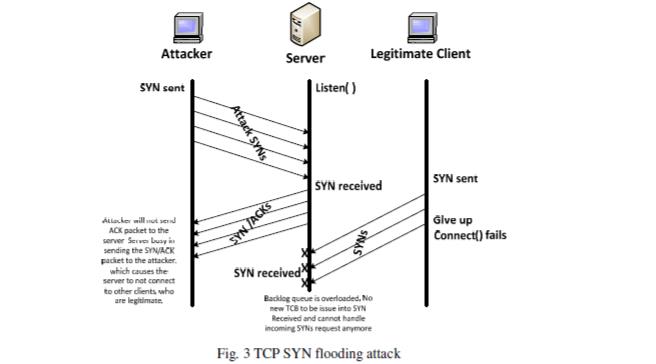 Attacker
Server
Legitimate Client
SYN sent
Listen( )
Attack SYNs
SYN received
SYN sent
SYN /ACKs
SYNs
Give up
Connect() fails
Attacker will not send
ACK packet to the
server. Server busy in
sending the SYN/ACK
packet to the attacker,
which causes the
server to not connect
to other clients, who
are legitimate.
X
SYN received
X
X
Backlog queue is overloaded, No
new TCB to be issue into SYN
Received and cannot handle
incoming SYNs request anymore
Fig. 3 TCP SYN flooding attack